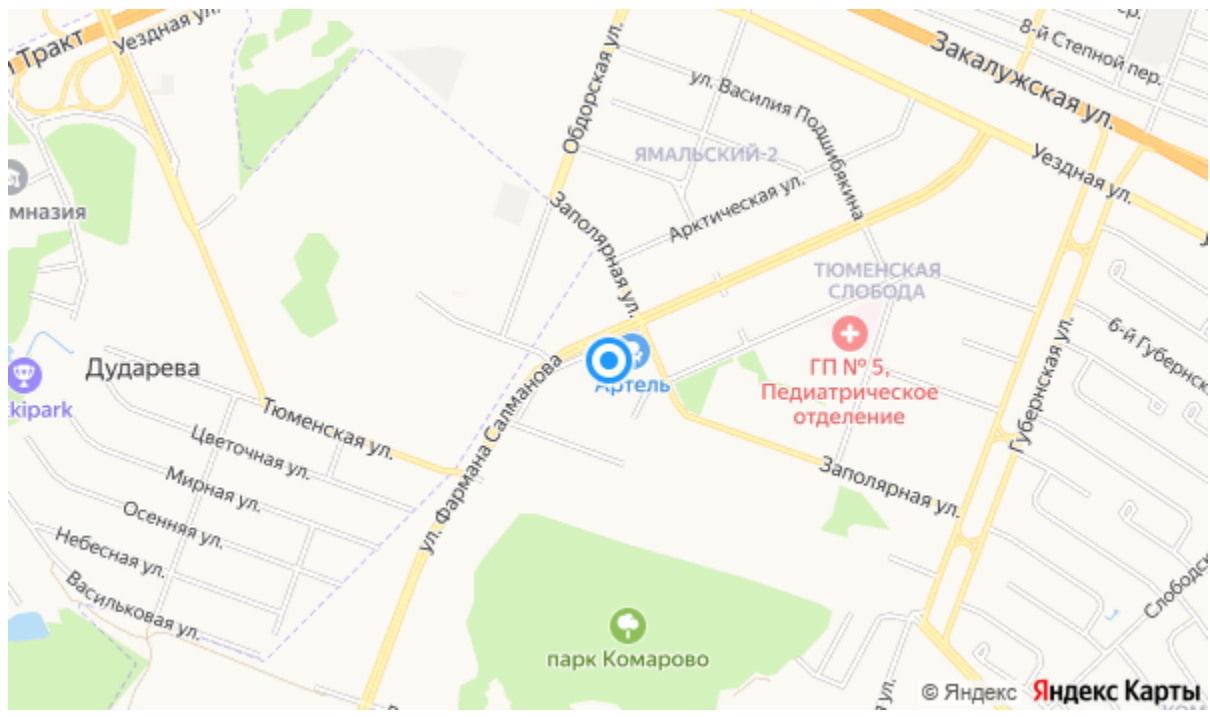 Тракт
Уездная ул.
Обдорская ул.
ул. Василия Подшибякина
Закалужская ул.
8-й Степной пер.
ЯМАЛЬСКИЙ-2
Уездная ул.
Арктическая ул.
Заполярная ул.
мназия
ТЮМЕНСКАЯ
СЛОБОДА
6-й Губернск
Губернская ул.
Дударева
kipark
Артель
ГП № 5,
Педиатрическое
отделение
Тюменская ул.
ул. Фармана Салманова
Цветочная ул.
Мирная ул.
Осенняя ул.
Небесная ул.
Васильковая ул.
Заполярная ул.
Слободск
парк Комарово
ул.
© Яндекс Яндекс Карты